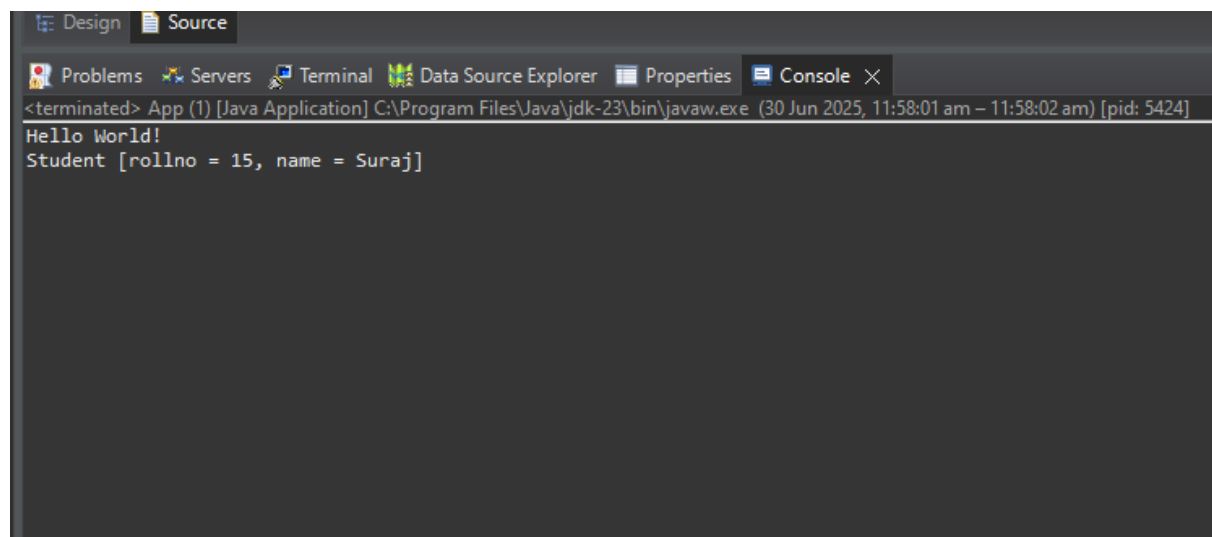 Design Source
Problems Servers Terminal Data Source Explorer Properties Console
<terminated> App (1) [Java Application] C:\Program Files\Java\jdk-23\bin\javaw.exe (30 Jun 2025, 11:58:01 am – 11:58:02 am) [pid: 5424]
Hello World!
Student [rollno = 15, name = Suraj]